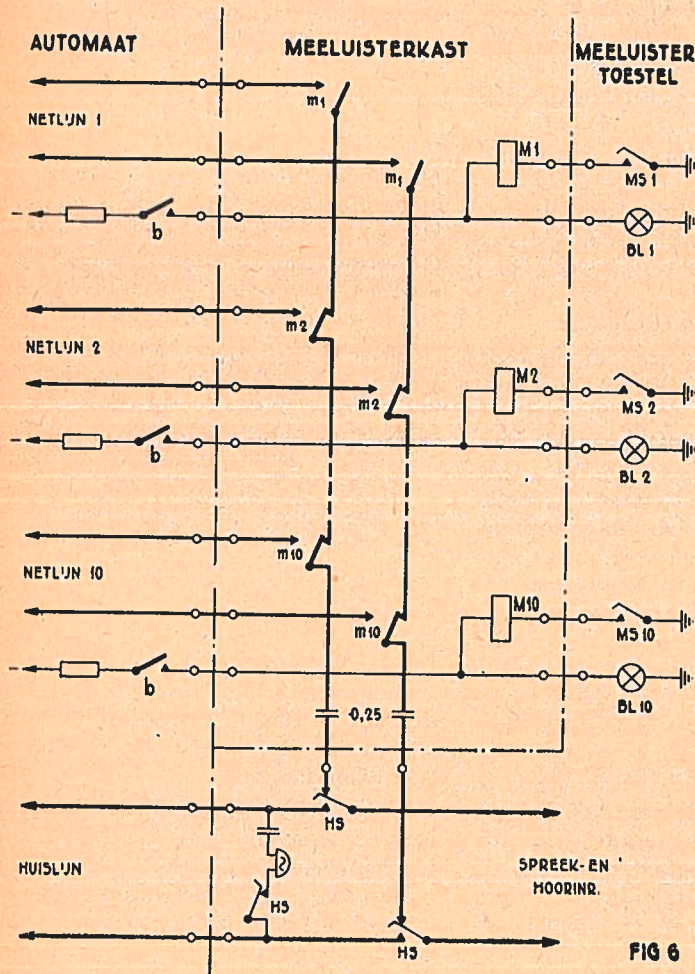 AUTOMAAT
MEELUISTERKAST
MEELUISTER
TOESTEL
m1
NETLIJN 1
m1
M1
MS 1
b
BL 1
m2
NETLIJN 2
m2
M2
MS 2
b
BL 2
m10
NETLIJN 10
m10
M10
MS 10
b
BL 10
0,25
HS
HUISLIJN
SPREEK- EN
HOORINR.
HS
HS
FIG 6